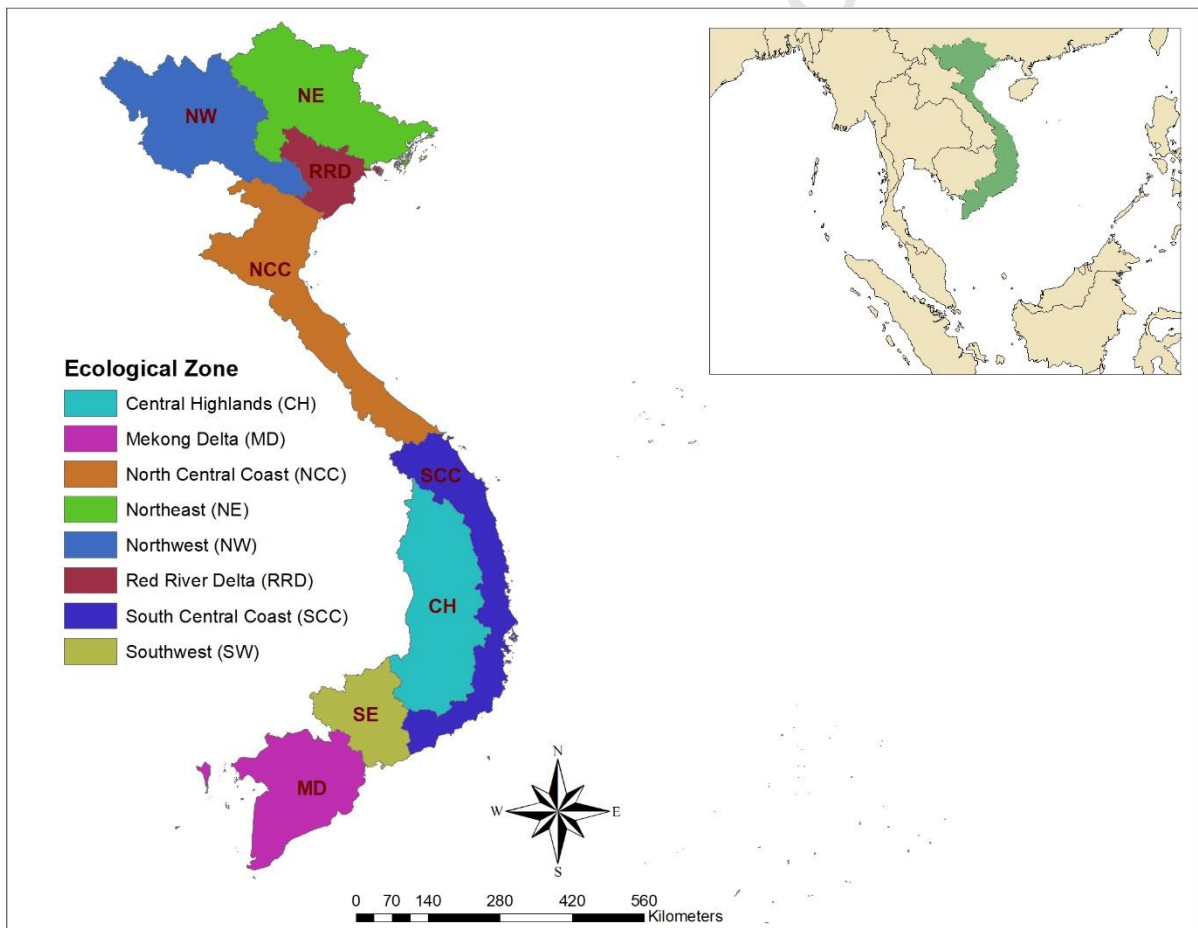 NE
NW
RRD
NCC
Ecological Zone
Central Highlands (CH)
Mekong Delta (MD)
North Central Coast (NCC)
Northeast (NE)
Northwest (NW)
Red River Delta (RRD)
South Central Coast (SCC)
Southwest (SW)
SCC
CH
SE
MD
N
W E
S
0 70 140 280 420 560
Kilometers